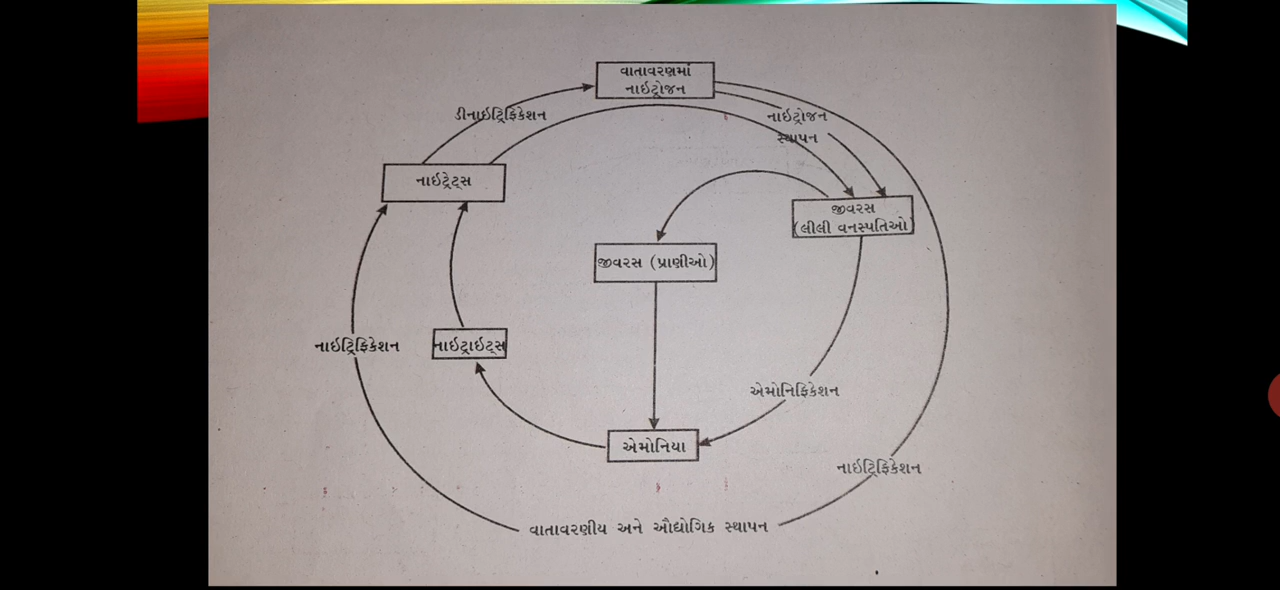 વાતાવરણમાં
નાઇટ્રોજન
ડીનાઇટ્રિફિકેશન
નાઇટ્રોજન
સ્થાપન
નાઇટ્રેટ્સ
જીવરસ
(લીલી વનસ્પતિઓ)
જીવરસ (પ્રાણીઓ)
નાઇટ્રિફિકેશન
નાઇટ્રાઇટ્સ
એમોનિફિકેશન
એમોનિયા
નાઇટ્રિફિકેશન
વાતાવરણીય અને ઔદ્યોગિક સ્થાપન